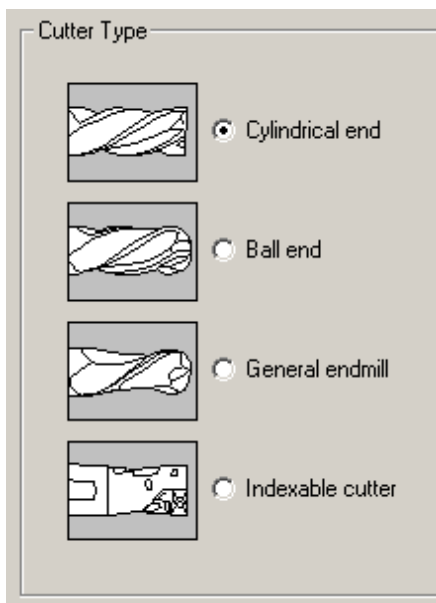 Cutter Type
Cylindrical end
Ball end
General endmill
Indexable cutter